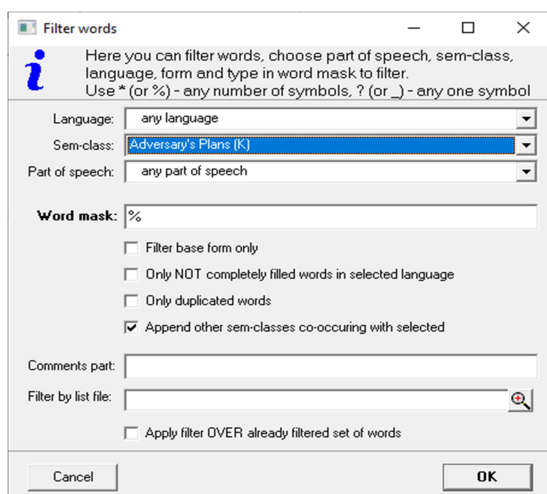 Filter words
Here you can filter words, choose part of speech, sem-class,
language, form and type in word mask to filter.
Use * (or %) - any number of symbols, ? (or _) - any one symbol
Language: any language
Sem-class: Adversary's Plans (K)
Part of speech: any part of speech
Word mask: %
Filter base form only
Only NOT completely filled words in selected language
Only duplicated words
Append other sem-classes co-occuring with selected
Comments part:
Filter by list file:
Apply filter OVER already filtered set of words
Cancel OK